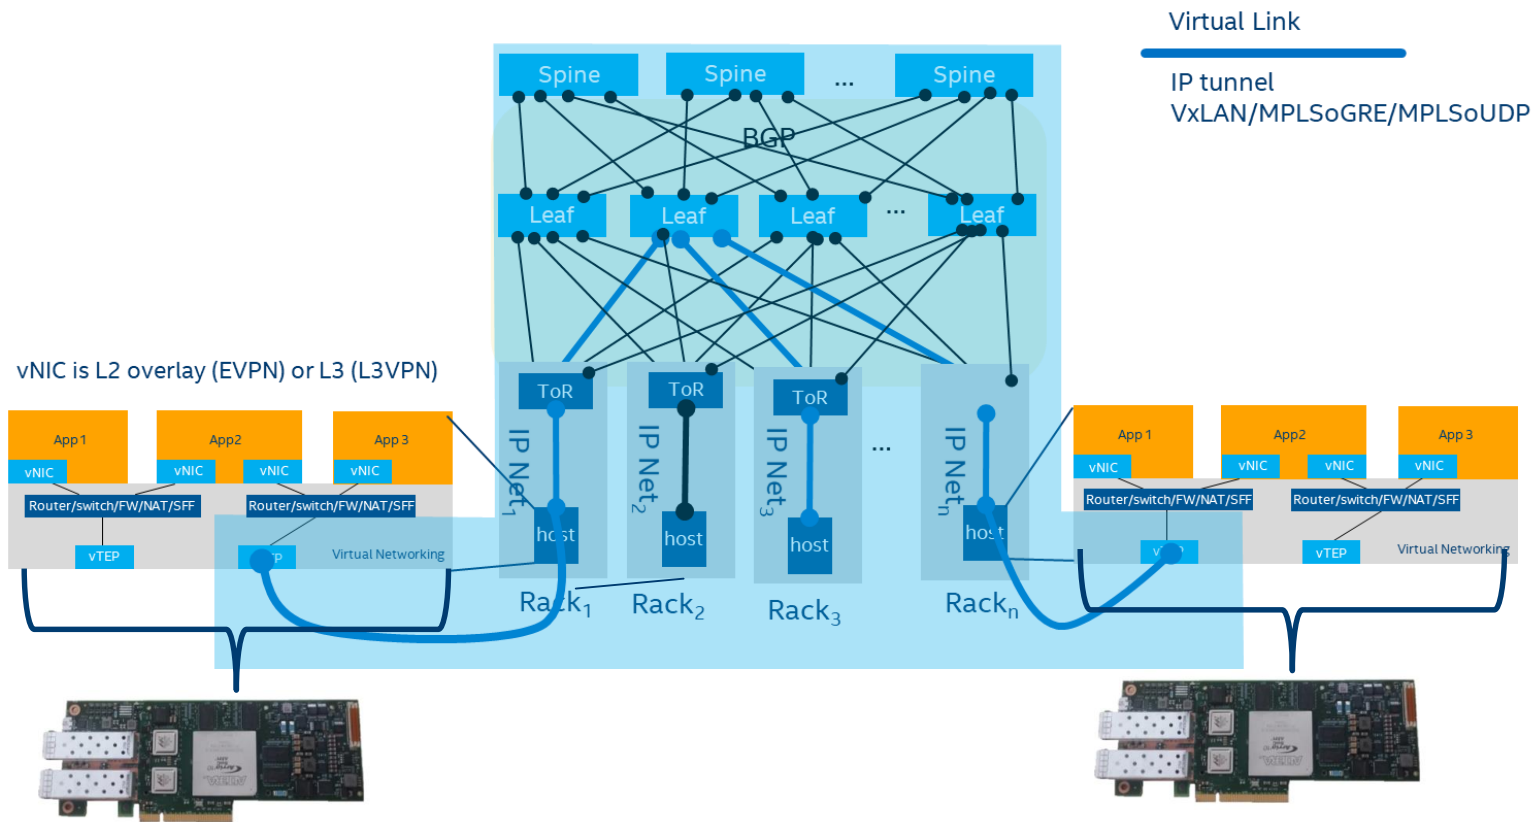 Virtual Link
IP tunnel
VxLAN/MPLSoGRE/MPLSoUDP
Spine
Spine
...
Spine
BGP
Leaf
Leaf
Leaf
...
Leaf
vNIC is L2 overlay (EVPN) or L3 (L3VPN)
ToR
ToR
ToR
IP Net1
IP Net2
IP Net3
...
IP Netn
host
host
host
host
Rack1
Rack2
Rack3
Rackn
App 1
App2
App 3
vNIC
vNIC
vNIC
vNIC
Router/switch/FW/NAT/SFF
Router/switch/FW/NAT/SFF
vTEP
Virtual Networking
App 1
App2
App 3
vNIC
vNIC
vNIC
vNIC
Router/switch/FW/NAT/SFF
Router/switch/FW/NAT/SFF
vTEP
Virtual Networking